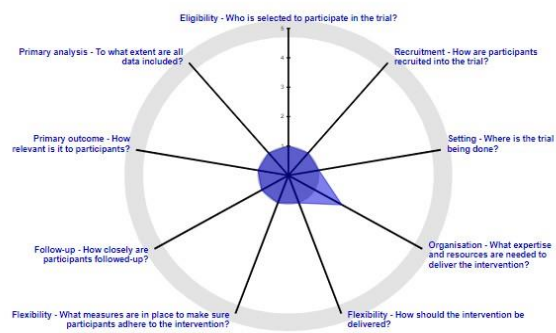 Eligibility - Who is selected to participate in the trial?
5
Primary analysis - To what extent are all
data included?
Recruitment - How are participants
recruited into the trial?
4
3
2
Primary outcome - How
relevant is it to participants?
Setting - Where is the trial
being done?
1
Follow-up - How closely are
participants followed-up?
Organisation - What expertise
and resources are needed to
deliver the intervention?
Flexibility - What measures are in place to make sure
participants adhere to the intervention?
Flexibility - How should the intervention be
delivered?